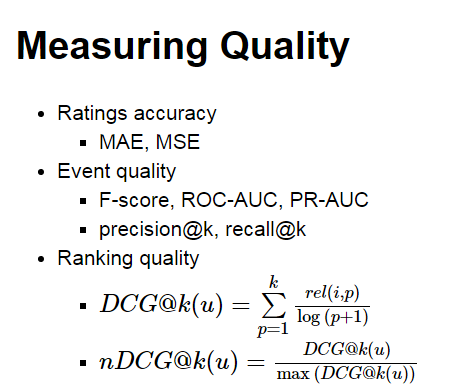 Measuring Quality
• Ratings accuracy
▪ MAE, MSE
• Event quality
▪ F-score, ROC-AUC, PR-AUC
▪ precision@k, recall@k
• Ranking quality
▪ $DCG@k(u) = \sum_{p=1}^{k} \frac{rel(i,p)}{\log(p+1)}$
▪ $nDCG@k(u) = \frac{DCG@k(u)}{\max(DCG@k(u))}$